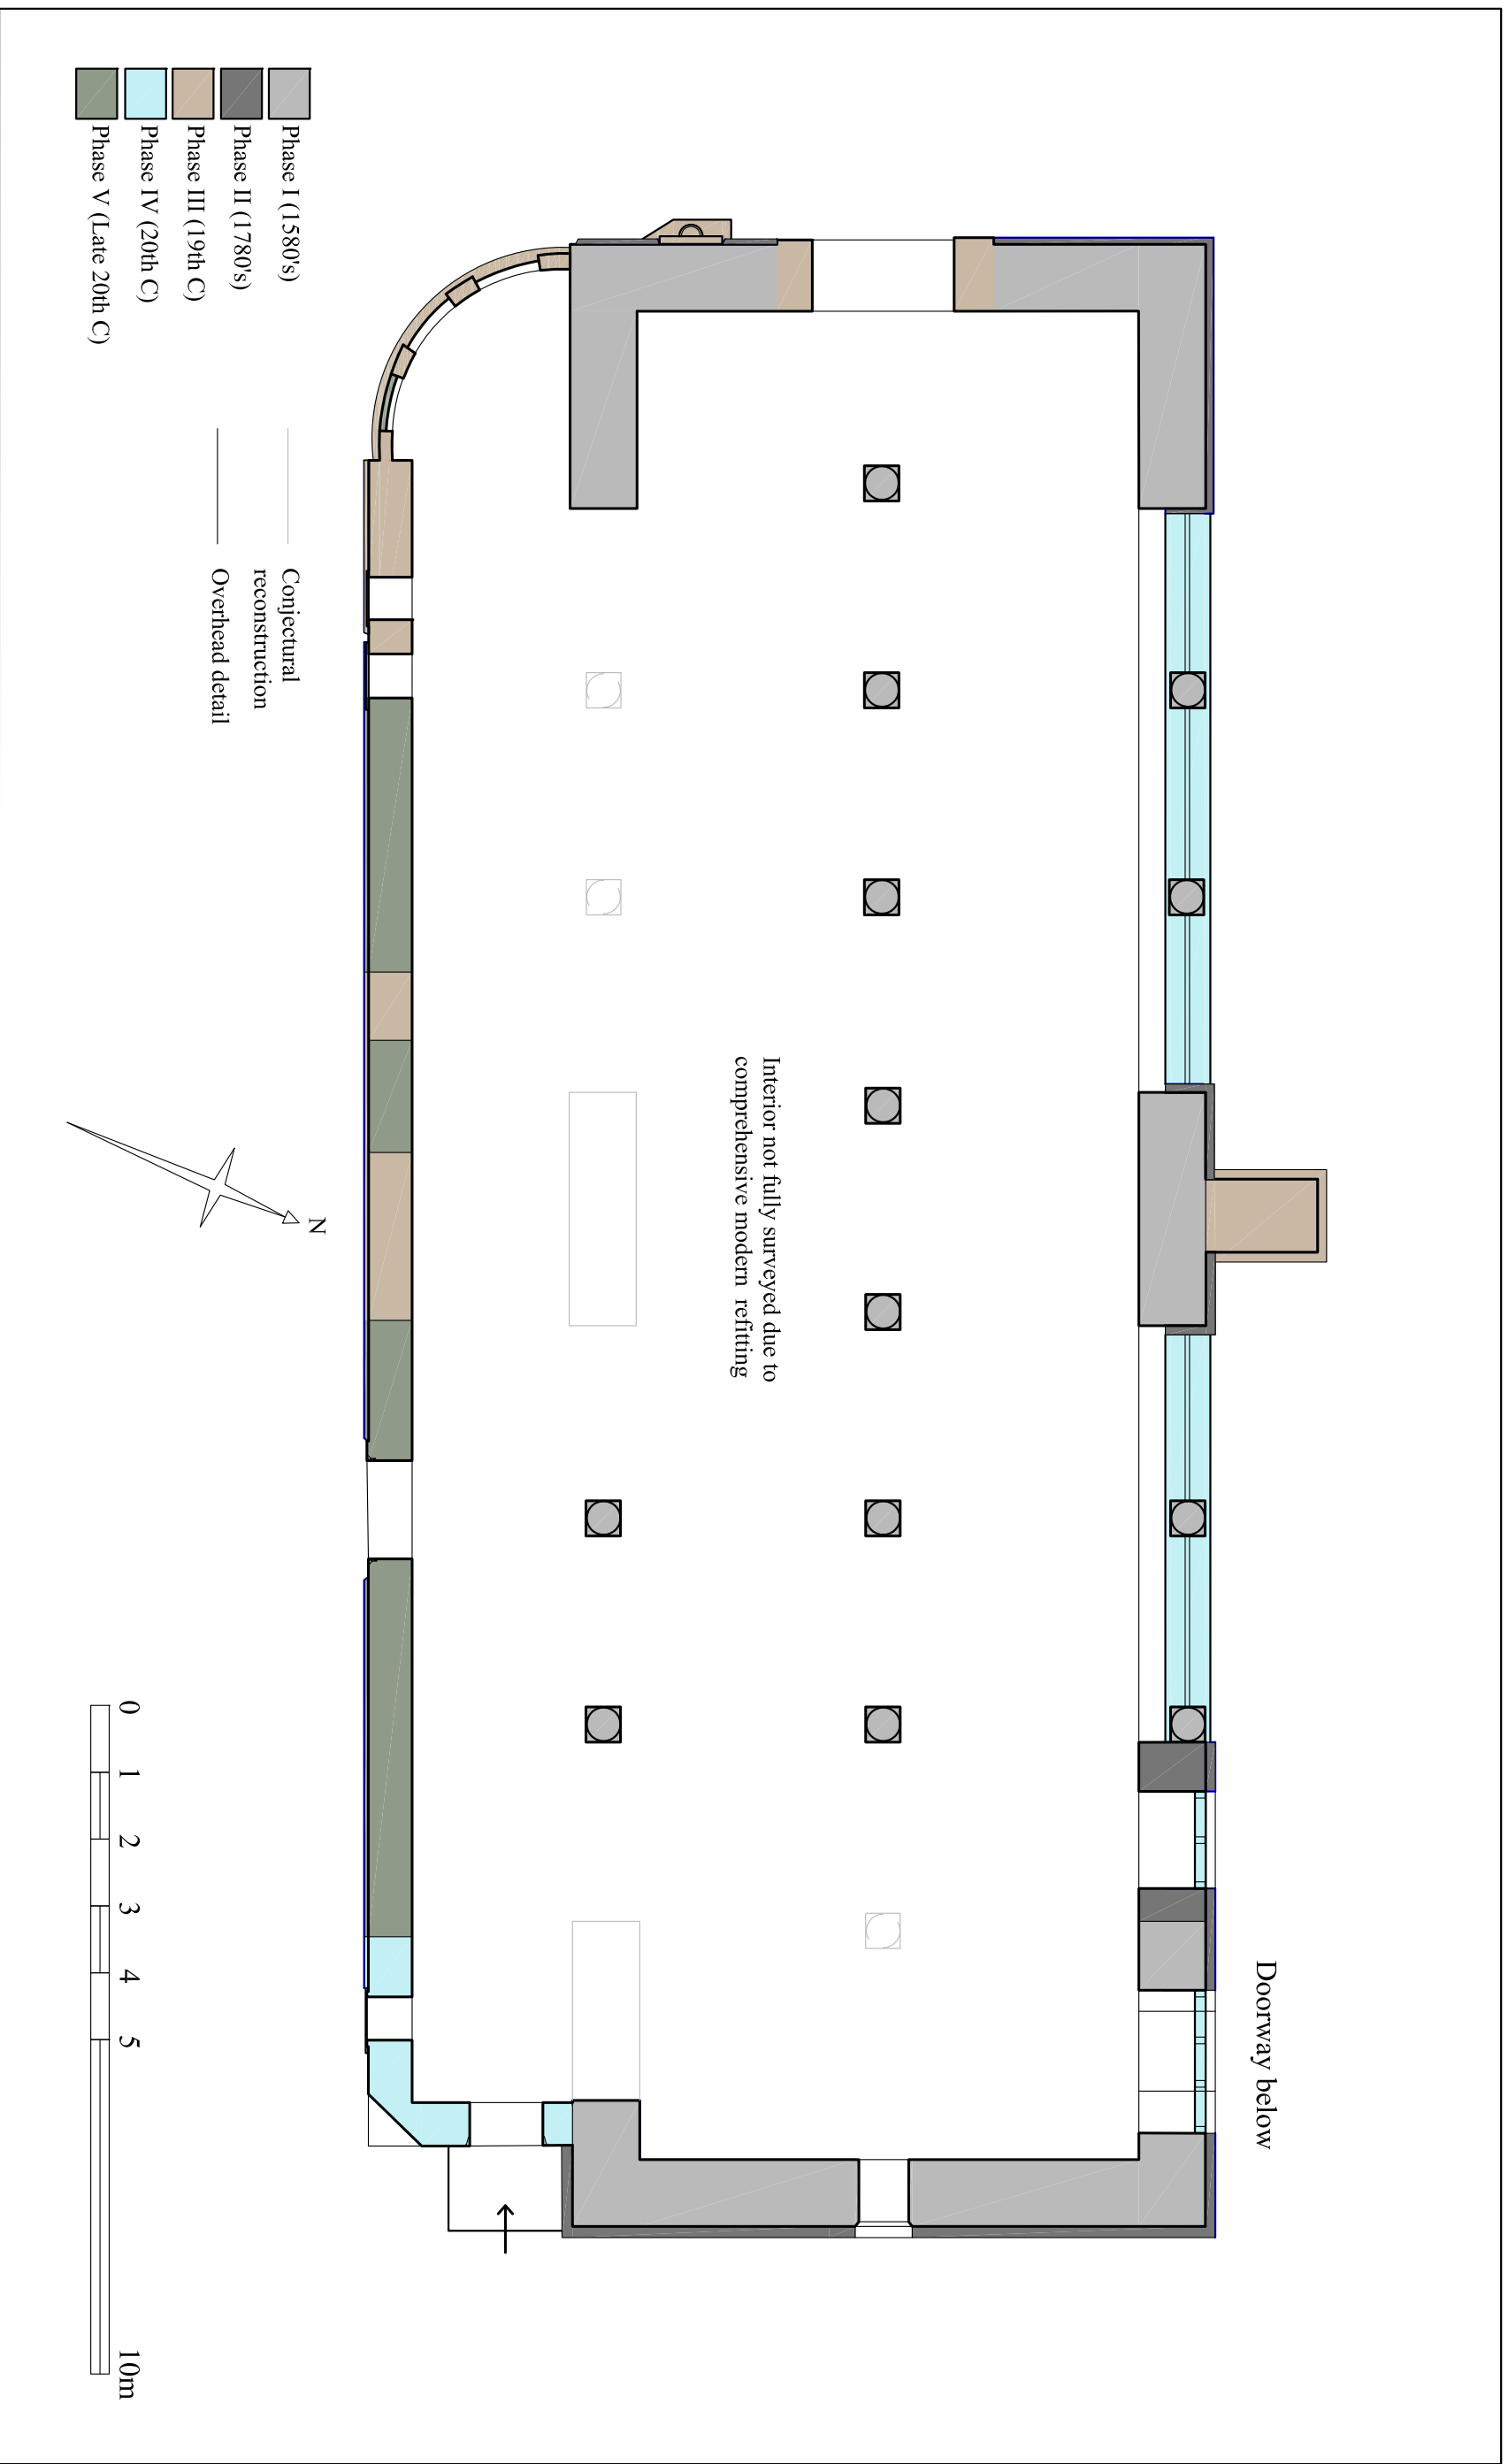 Phase I (1580's)
Phase II (1780's)
Phase III (19th C)
Phase IV (20th C)
Phase V (Late 20th C)
Conjectural
reconstruction
Overhead detail
Interior not fully surveyed due to
comprehensive modern refitting
N
Doorway below
0 1 2 3 4 5 10m